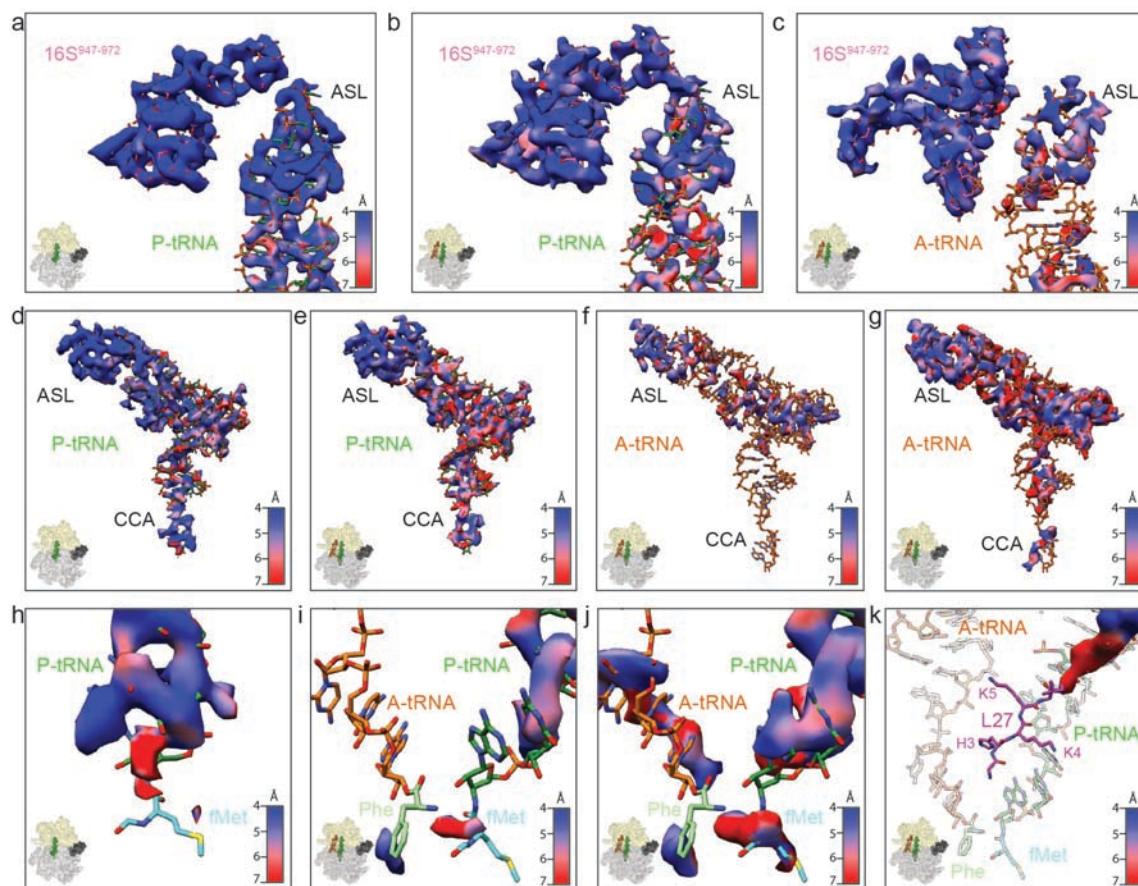 a
16S947-972
ASL
P-tRNA
Å
4
5
6
7
b
16S947-972
ASL
P-tRNA
Å
4
5
6
7
c
16S947-972
ASL
A-tRNA
Å
4
5
6
7
d
ASL
P-tRNA
CCA
Å
4
5
6
7
e
ASL
P-tRNA
CCA
Å
4
5
6
7
f
ASL
A-tRNA
CCA
Å
4
5
6
7
g
ASL
A-tRNA
CCA
Å
4
5
6
7
h
P-tRNA
fMet
Å
4
5
6
7
i
P-tRNA
A-tRNA
Phe
fMet
Å
4
5
6
7
j
P-tRNA
A-tRNA
Phe
fMet
Å
4
5
6
7
k
A-tRNA
K5
L27
P-tRNA
H3
K4
Phe
fMet
Å
4
5
6
7